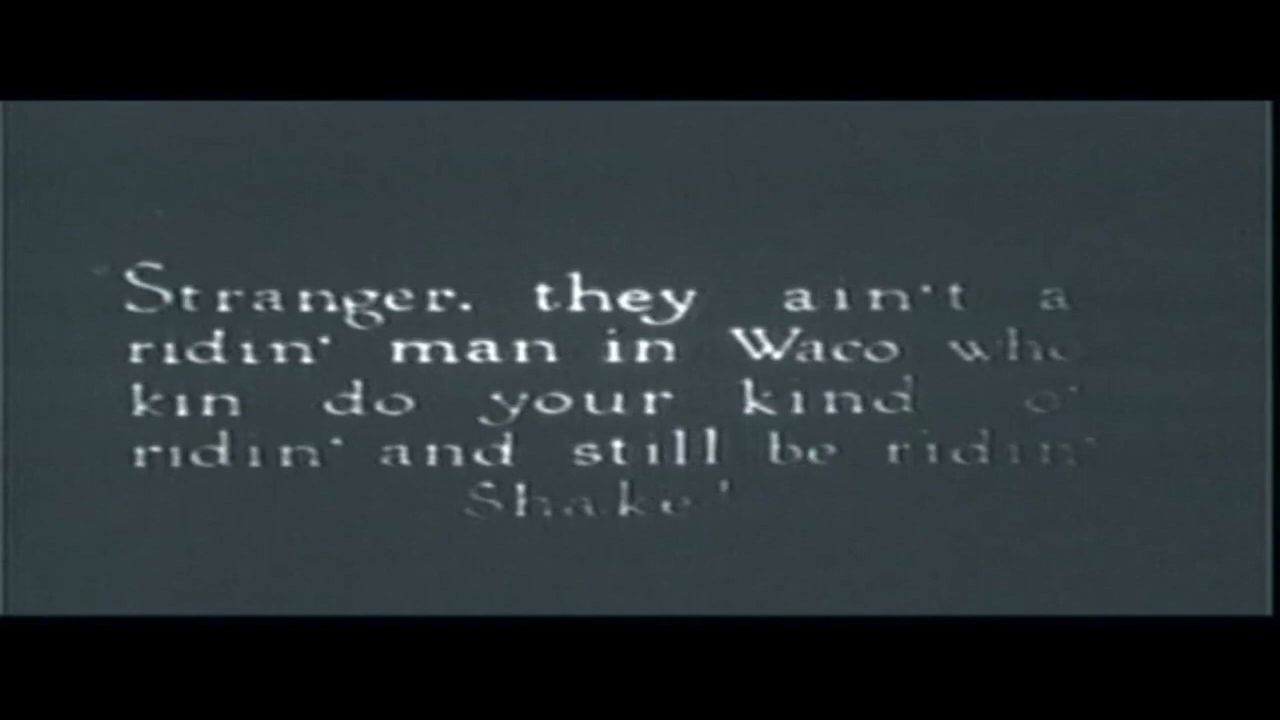 "Stranger, they ain't a
ridin' man in Waco who
kin do your kind o'
ridin' and still be ridin'
Shake!